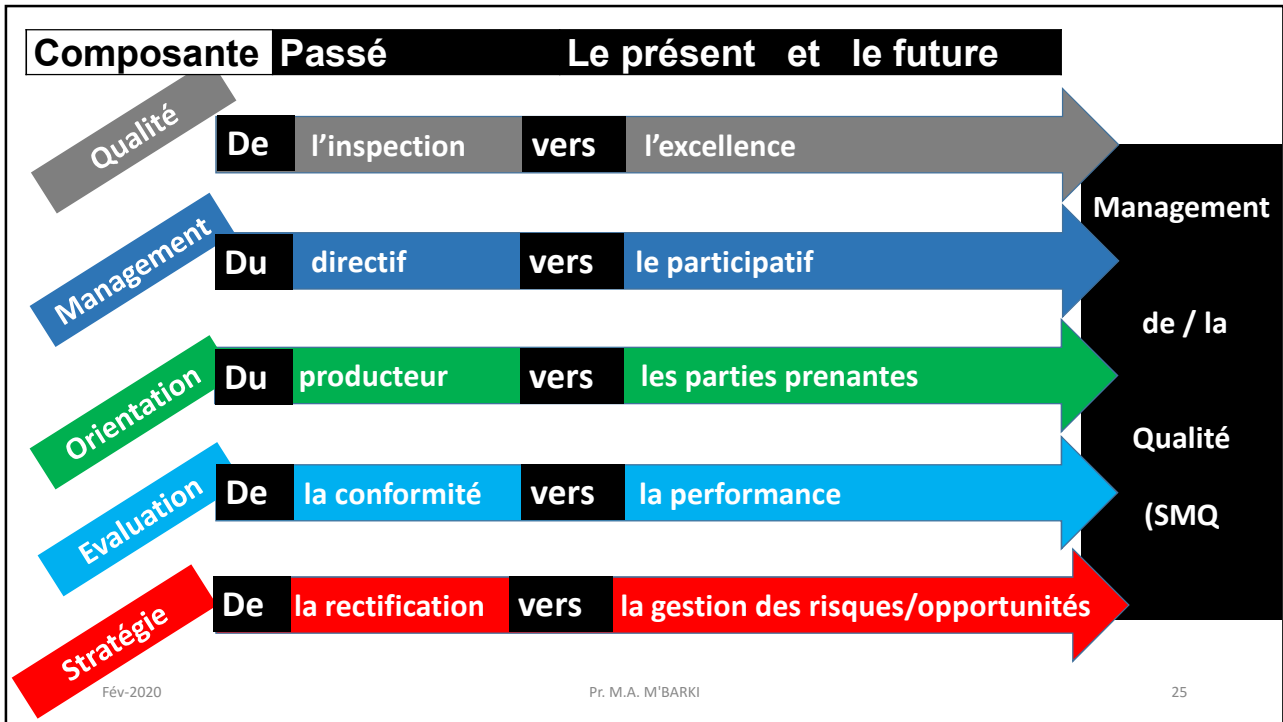 Composante Passé Le présent et le future
Qualité De l'inspection vers l'excellence
Management Du directif vers le participatif
Orientation Du producteur vers les parties prenantes
Evaluation De la conformité vers la performance
Stratégie De la rectification vers la gestion des risques/opportunités
Management
de / la
Qualité
(SMQ
Fév-2020 Pr. M.A. M'BARKI 25